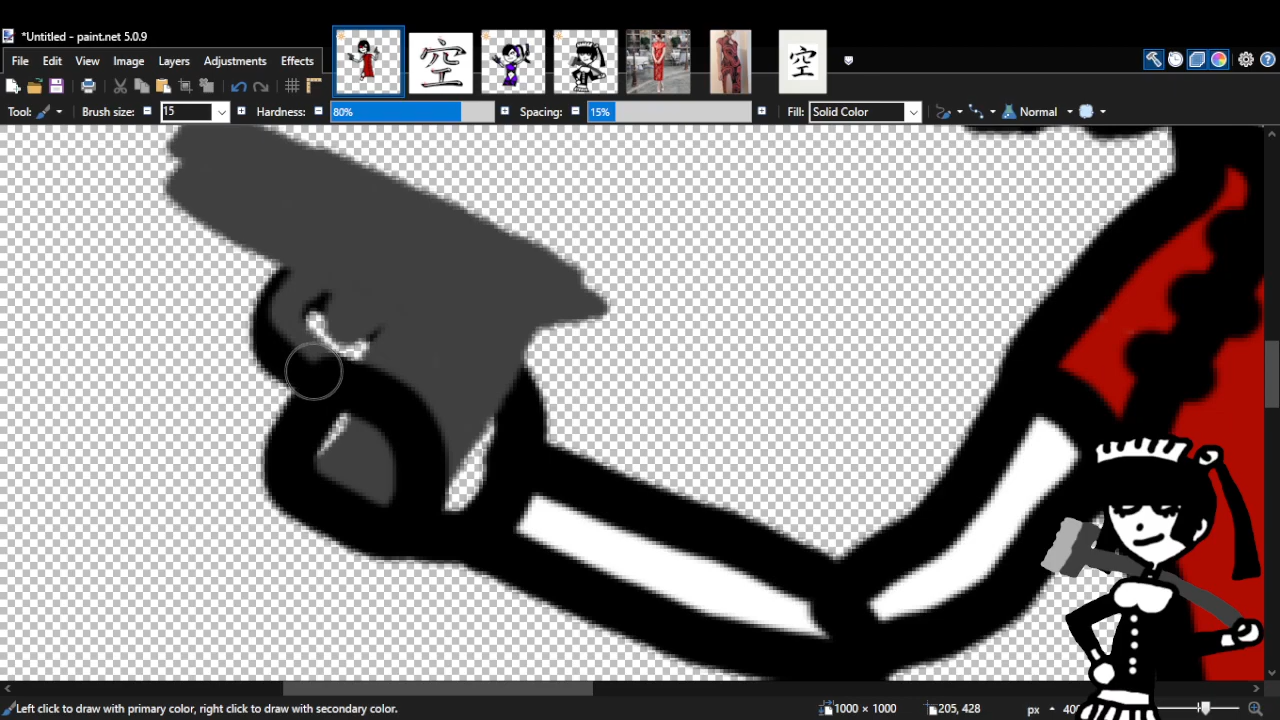 *Untitled - paint.net 5.0.9
File Edit View Image Layers Adjustments Effects
空
空
Tool: Brush size: 15 Hardness: 80% Spacing: 15% Fill: Solid Color Normal
Left click to draw with primary color, right click to draw with secondary color. 1000 × 1000 205, 428 px